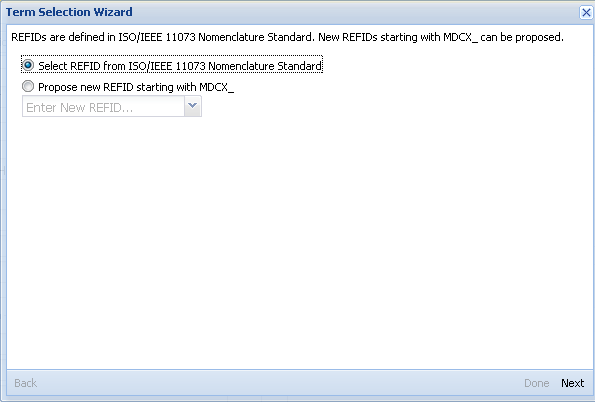 Term Selection Wizard
REFIDs are defined in ISO/IEEE 11073 Nomenclature Standard. New REFIDs starting with MDCX_ can be proposed.
Select REFID from ISO/IEEE 11073 Nomenclature Standard
Propose new REFID starting with MDCX_
Enter New REFID...
Back Done Next